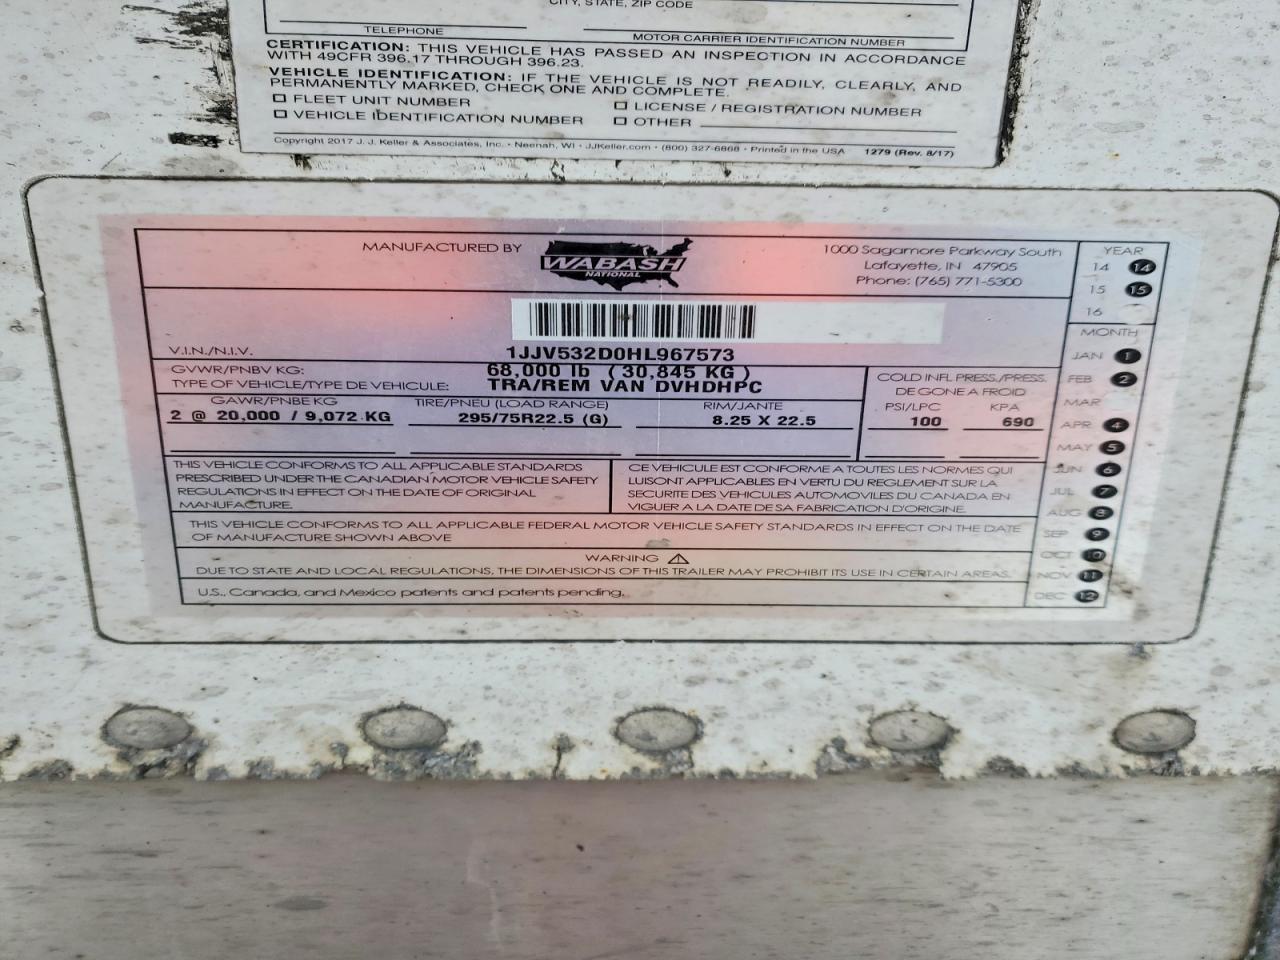 CITY, STATE, ZIP CODE
TELEPHONE
MOTOR CARRIER IDENTIFICATION NUMBER
CERTIFICATION: THIS VEHICLE HAS PASSED AN INSPECTION IN ACCORDANCE
WITH 49CFR 396.17 THROUGH 396.23.
VEHICLE IDENTIFICATION: IF THE VEHICLE IS NOT READILY, CLEARLY, AND
PERMANENTLY MARKED, CHECK ONE AND COMPLETE.
☐ FLEET UNIT NUMBER ☐ LICENSE / REGISTRATION NUMBER
☐ VEHICLE IDENTIFICATION NUMBER ☐ OTHER
Copyright 2017 J. J. Keller & Associates, Inc. • Neenah, WI • JJKeller.com • (800) 327-6868 • Printed in the USA 1279 (Rev. 8/17)
MANUFACTURED BY
WABASH
NATIONAL
1000 Sagamore Parkway South
Lafayette, IN 47905
Phone: (765) 771-5300
YEAR
14 14
15 15
16
MONTH
JAN 1
FEB 2
MAR
APR 4
MAY 5
JUN 6
JUL 7
AUG 8
SEP 9
OCT 10
NOV 11
DEC 12
V.I.N./N.I.V. 1JJV532D0HL967573
GVWR/PNBV KG: 68,000 lb ( 30,845 KG )
TYPE OF VEHICLE/TYPE DE VEHICULE: TRA/REM VAN DVHDHPC
GAWR/PNBE KG TIRE/PNEU (LOAD RANGE) RIM/JANTE
2 @ 20,000 / 9,072 KG 295/75R22.5 (G) 8.25 X 22.5
COLD INFL. PRESS./PRESS.
DE GONE A FROID
PSI/LPC KPA
100 690
THIS VEHICLE CONFORMS TO ALL APPLICABLE STANDARDS
PRESCRIBED UNDER THE CANADIAN MOTOR VEHICLE SAFETY
REGULATIONS IN EFFECT ON THE DATE OF ORIGINAL
MANUFACTURE.
CE VEHICULE EST CONFORME A TOUTES LES NORMES QUI
LUISONT APPLICABLES EN VERTU DU REGLEMENT SUR LA
SECURITE DES VEHICULES AUTOMOVILES DU CANADA EN
VIGUER A LA DATE DE SA FABRICATION D'ORIGINE.
THIS VEHICLE CONFORMS TO ALL APPLICABLE FEDERAL MOTOR VEHICLE SAFETY STANDARDS IN EFFECT ON THE DATE
OF MANUFACTURE SHOWN ABOVE
WARNING ⚠
DUE TO STATE AND LOCAL REGULATIONS, THE DIMENSIONS OF THIS TRAILER MAY PROHIBIT ITS USE IN CERTAIN AREAS.
U.S., Canada, and Mexico patents and patents pending.